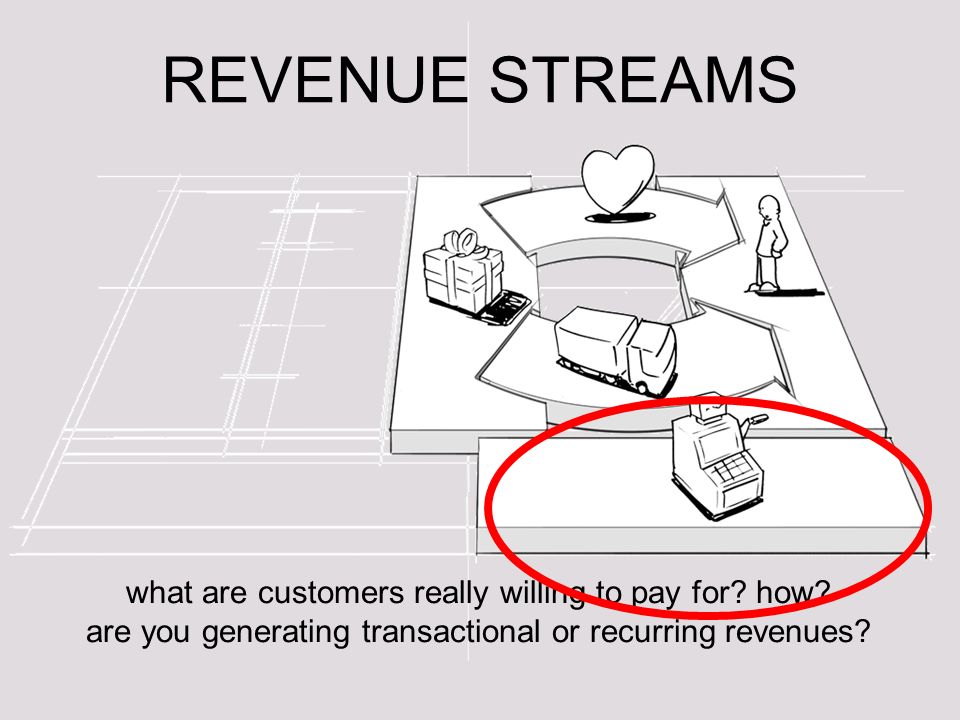 REVENUE STREAMS
what are customers really willing to pay for? how?
are you generating transactional or recurring revenues?